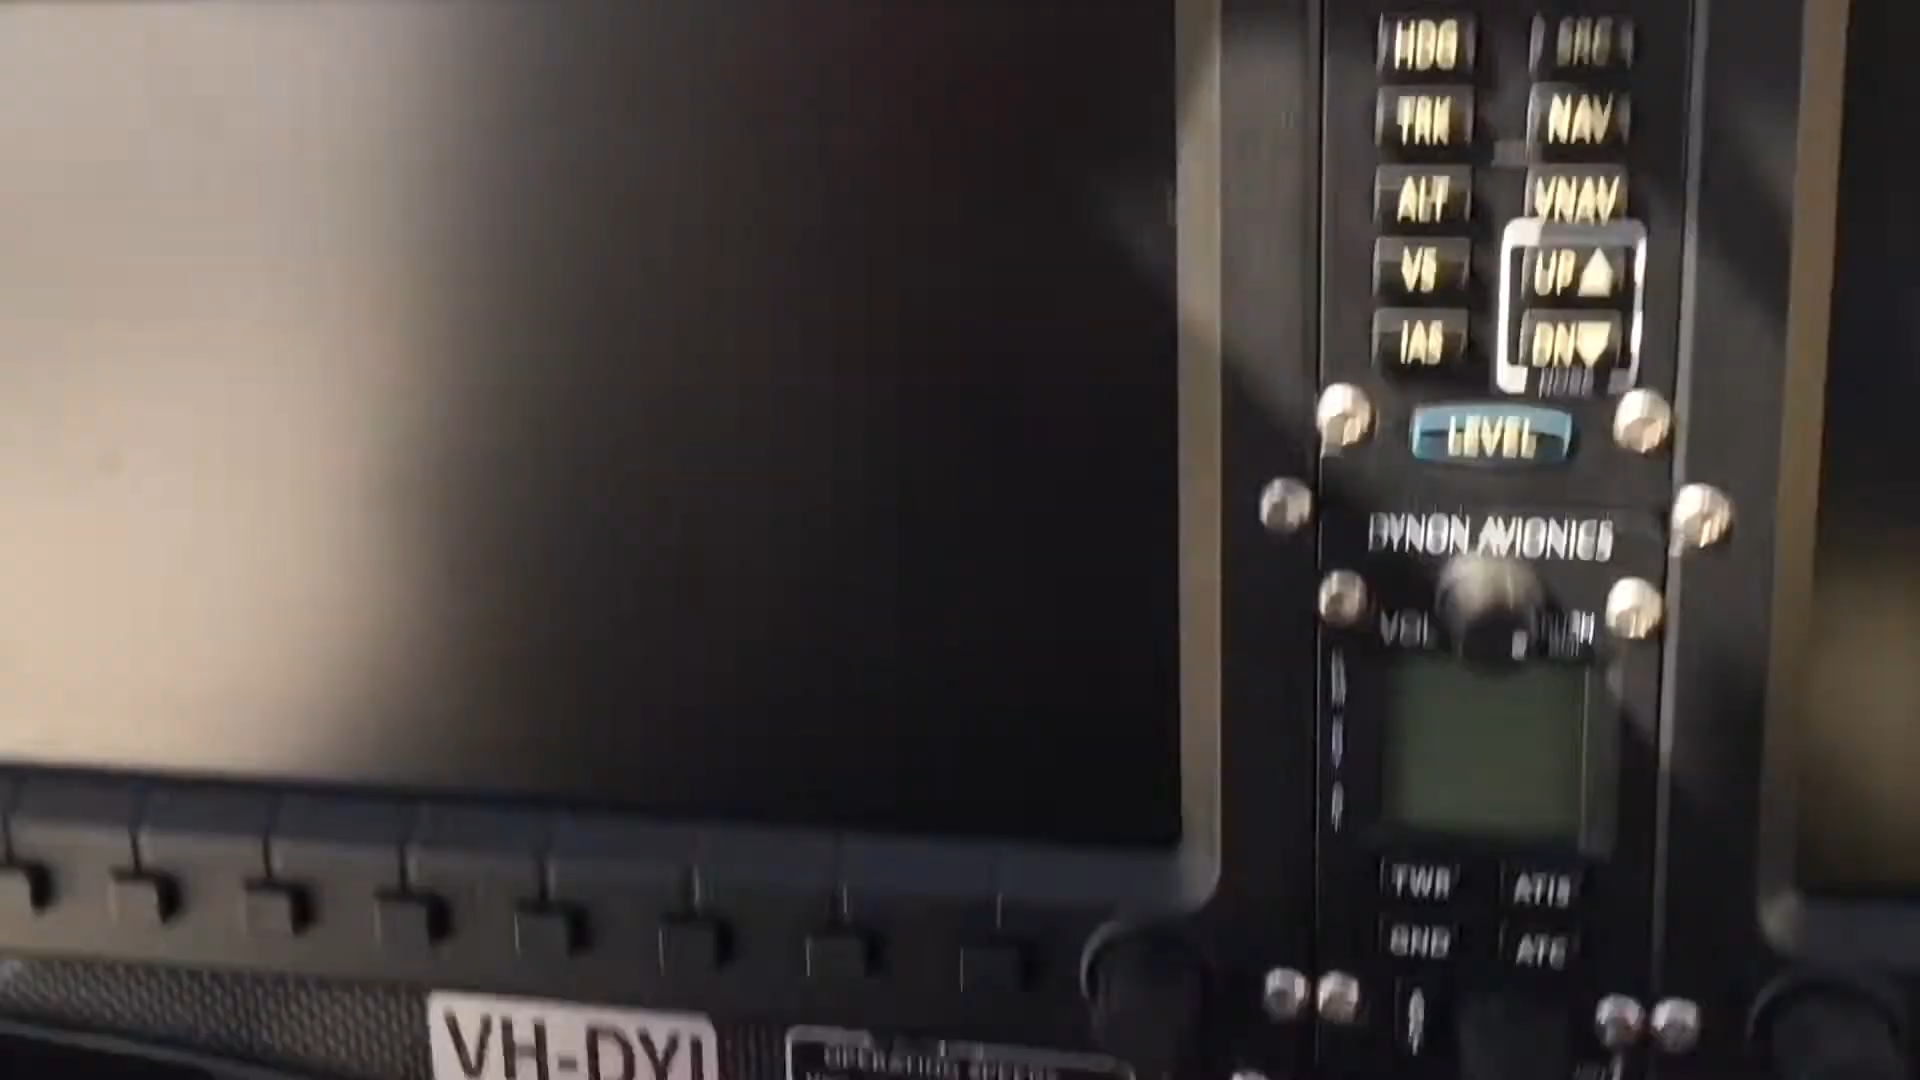 HDG
TRK NAV
ALT VNAV
VS UP
IAS DN
LEVEL
DYNON AVIONICS
VOL
TWR ATIS
GND ATC
VH-DYI